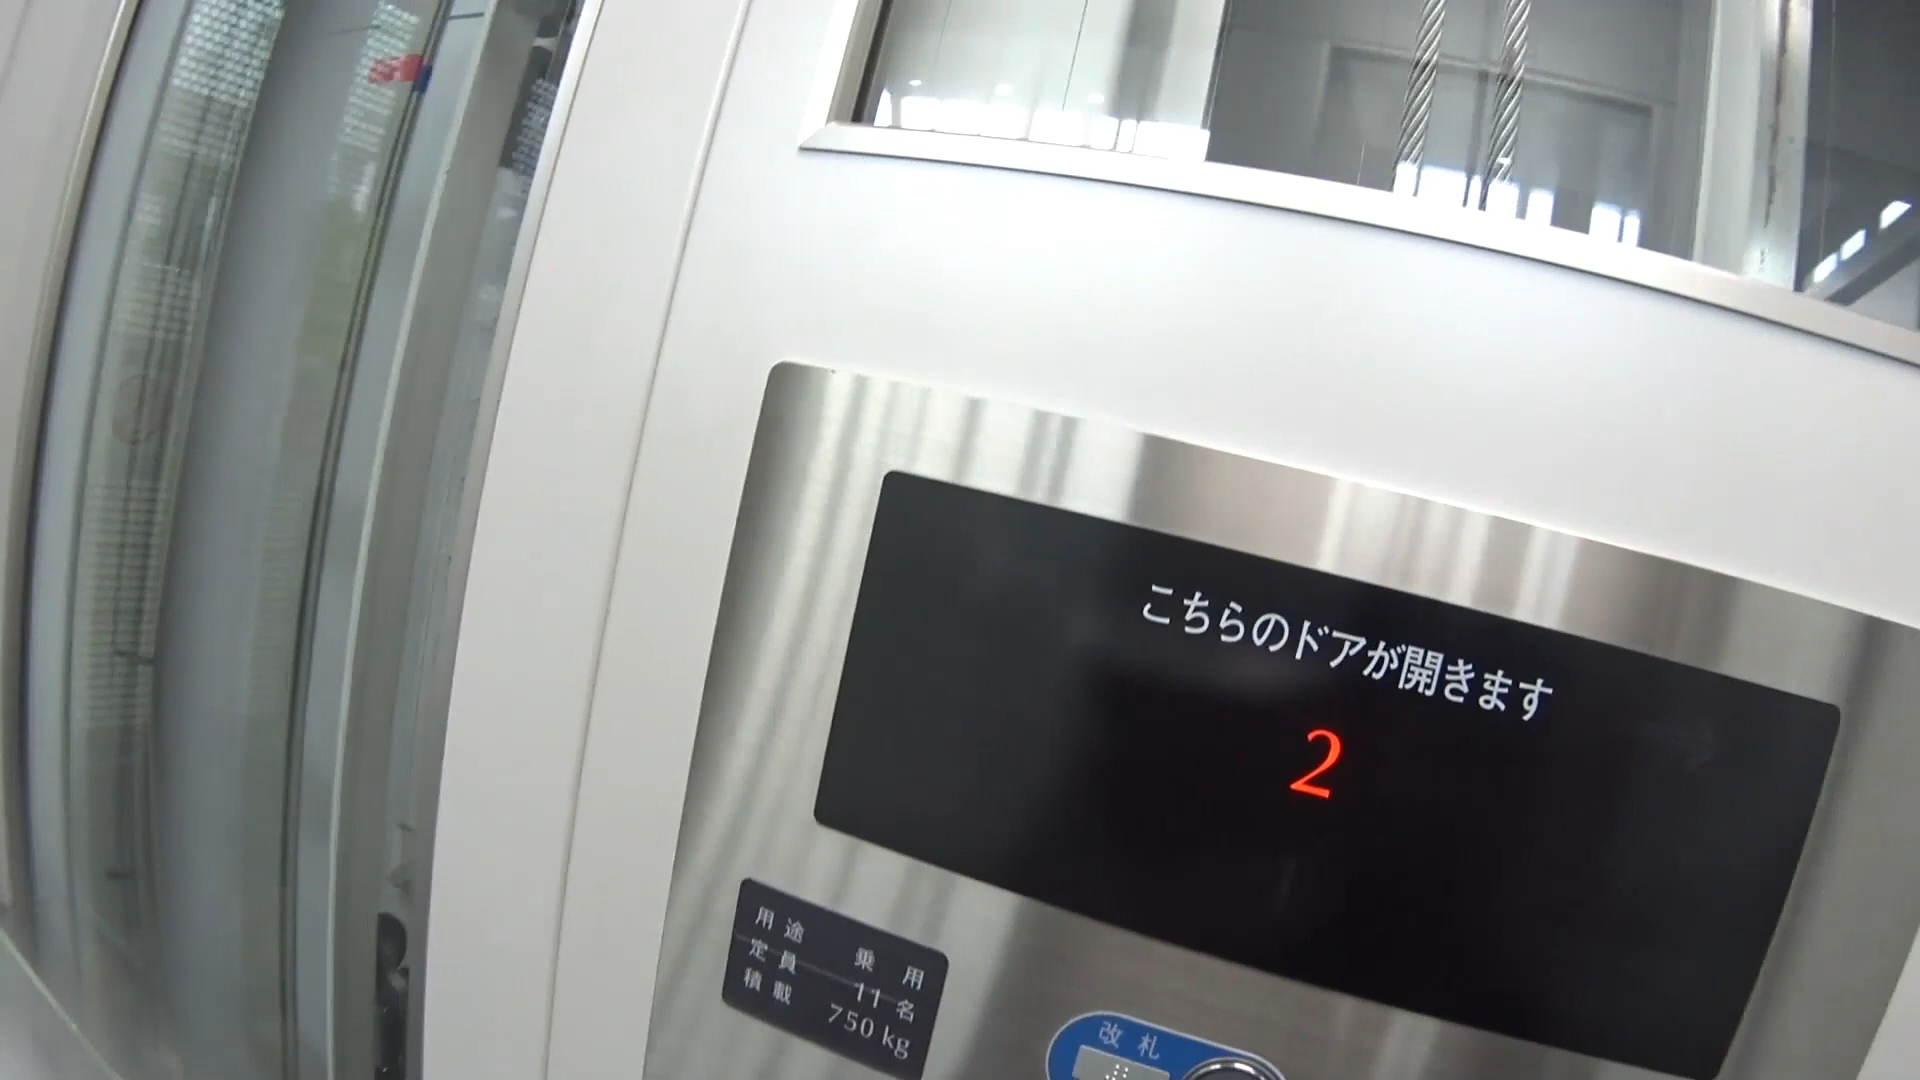 こちらのドアが開きます
2
用途 乗用
定員 11名
積載 750kg
改札